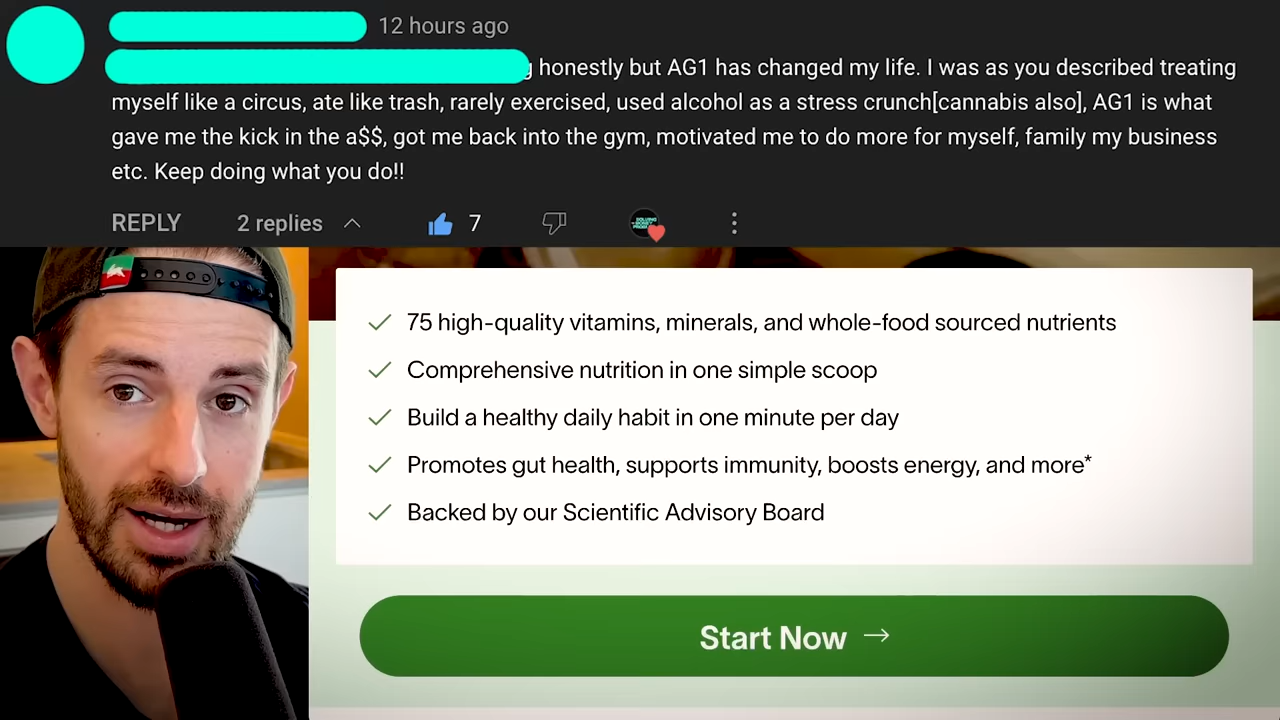 12 hours ago
honestly but AG1 has changed my life. I was as you described treating
myself like a circus, ate like trash, rarely exercised, used alcohol as a stress crunch[cannabis also], AG1 is what
gave me the kick in the a$$, got me back into the gym, motivated me to do more for myself, family my business
etc. Keep doing what you do!!
REPLY 2 replies 7
75 high-quality vitamins, minerals, and whole-food sourced nutrients
Comprehensive nutrition in one simple scoop
Build a healthy daily habit in one minute per day
Promotes gut health, supports immunity, boosts energy, and more*
Backed by our Scientific Advisory Board
Start Now →